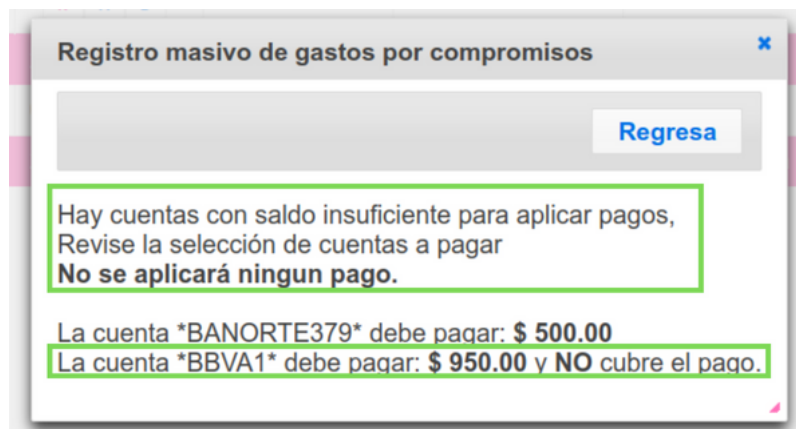 Registro masivo de gastos por compromisos
Regresa
Hay cuentas con saldo insuficiente para aplicar pagos,
Revise la selección de cuentas a pagar
No se aplicará ningun pago.
La cuenta *BANORTE379* debe pagar: $ 500.00
La cuenta *BBVA1* debe pagar: $ 950.00 y NO cubre el pago.